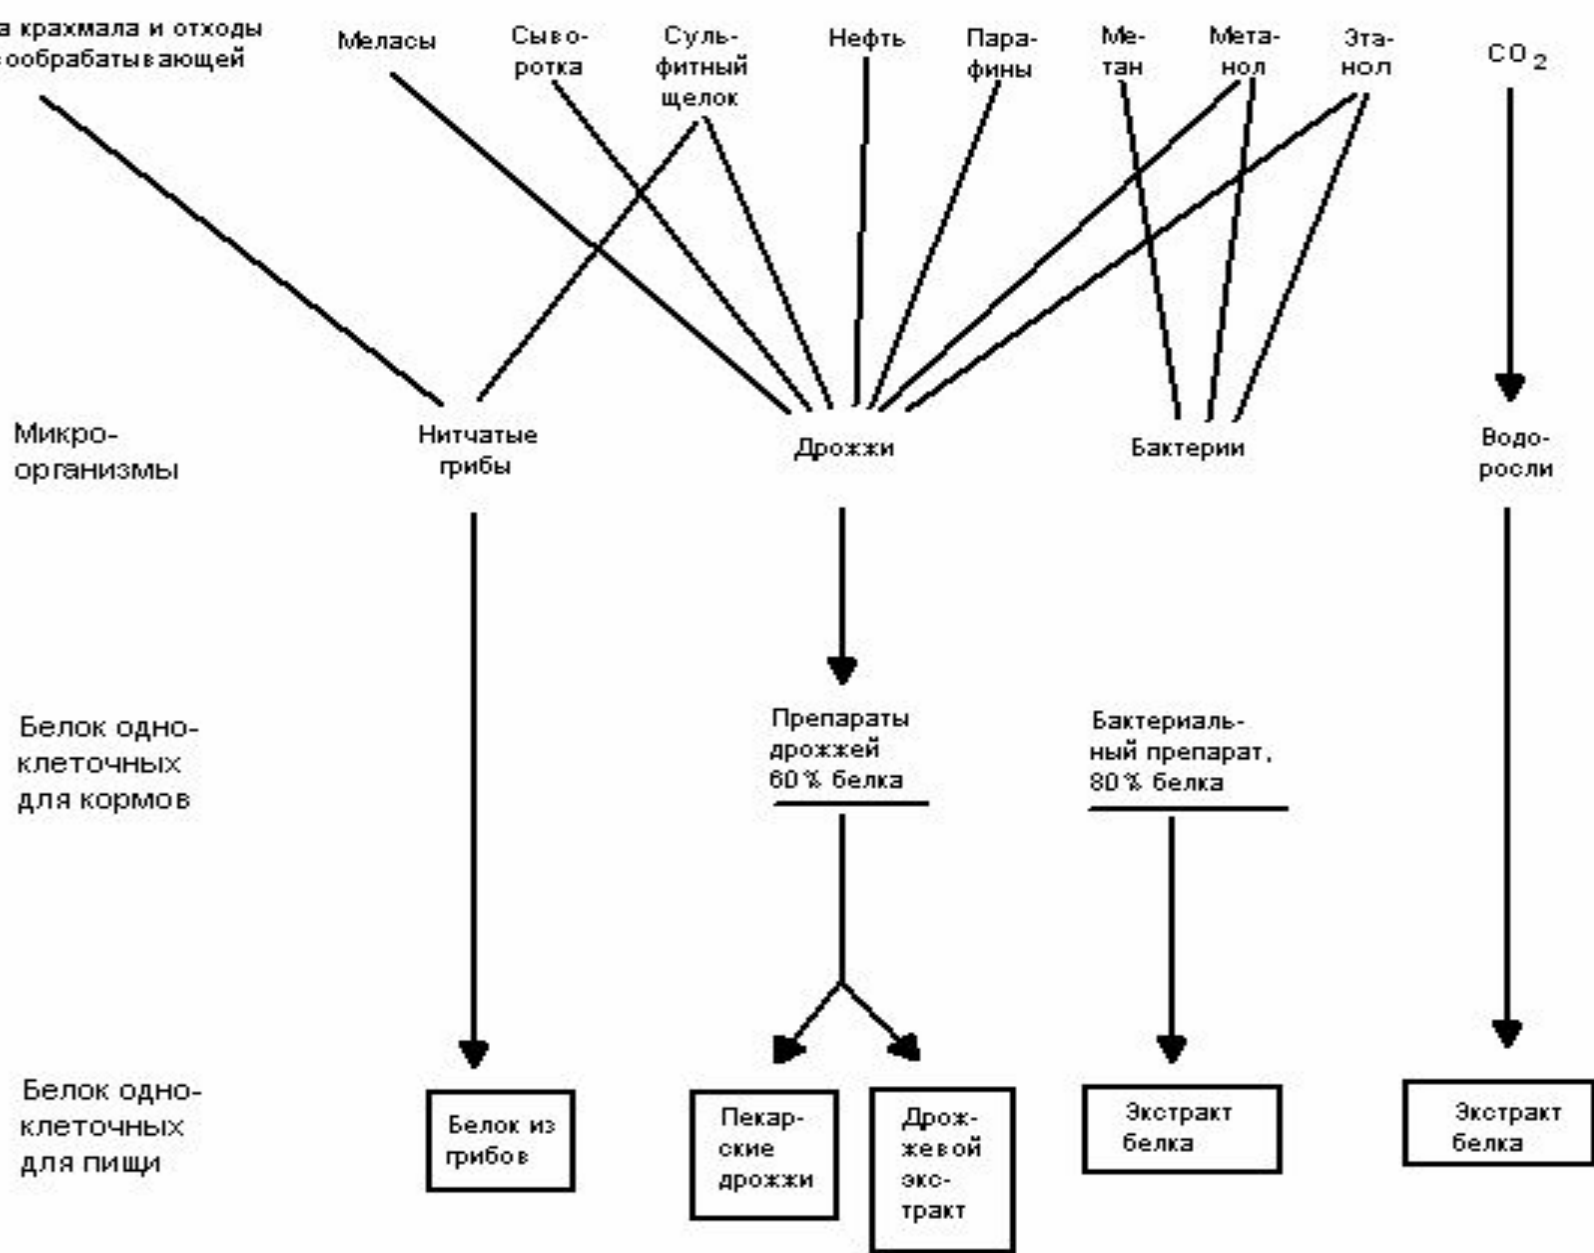 а крахмала и отходы
вообрабатывающей
Меласы
Сыво-
ротка
Суль-
фитный
щелок
Нефть
Пара-
фины
Ме-
тан
Мета-
нол
Эта-
нол
CO2
Микро-
организмы
Нитчатые
грибы
Дрожжи
Бактерии
Водо-
росли
Белок одно-
клеточных
для кормов
Препараты
дрожжей
60% белка
Бактериаль-
ный препарат,
80% белка
Белок одно-
клеточных
для пищи
Белок из
грибов
Пекар-
ские
дрожжи
Дрож-
жевой
экс-
тракт
Экстракт
белка
Экстракт
белка